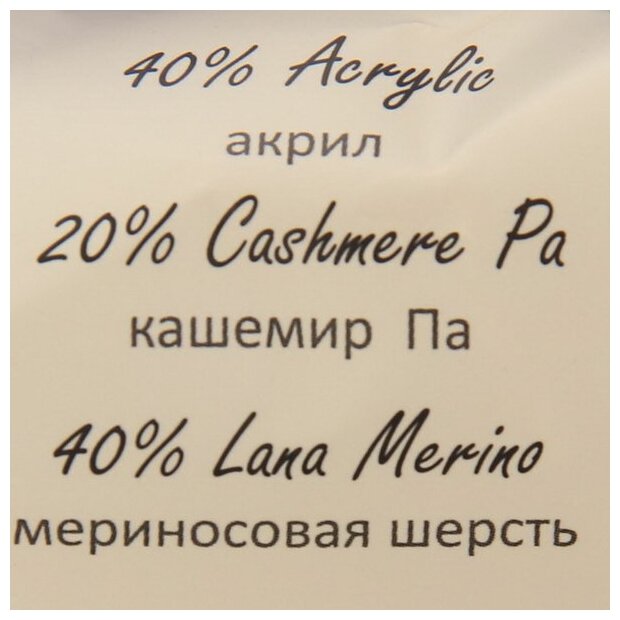 40% Acrylic
акрил
20% Cashmere Pa
кашемир Па
40% Lana Merino
мериносовая шерсть